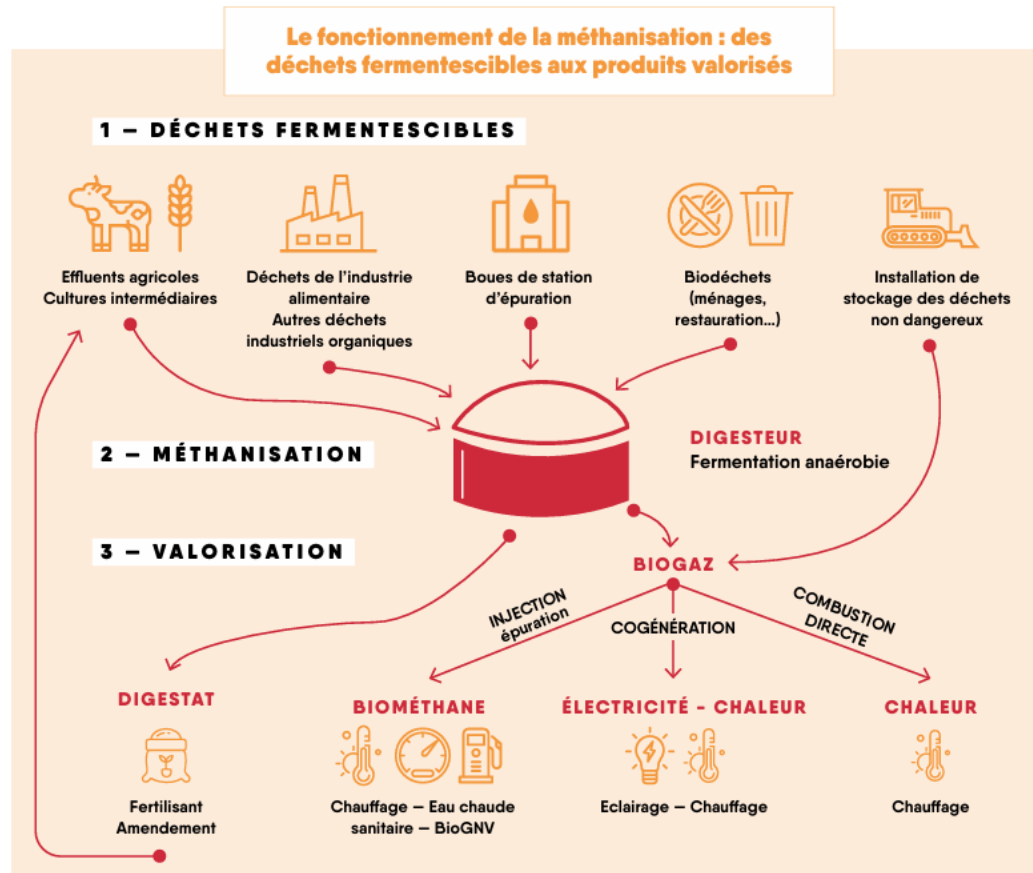 Le fonctionnement de la méthanisation : des
déchets fermentescibles aux produits valorisés
1 – DÉCHETS FERMENTESCIBLES
Effluents agricoles
Cultures intermédiaires
Déchets de l'industrie
alimentaire
Autres déchets
industriels organiques
Boues de station
d'épuration
Biodéchets
(ménages,
restauration...)
Installation de
stockage des déchets
non dangereux
2 – MÉTHANISATION
DIGESTEUR
Fermentation anaérobie
3 – VALORISATION
BIOGAZ
INJECTION
épuration
COGÉNÉRATION
COMBUSTION
DIRECTE
DIGESTAT
Fertilisant
Amendement
BIOMÉTHANE
Chauffage – Eau chaude
sanitaire – BioGNV
ÉLECTRICITÉ - CHALEUR
Eclairage – Chauffage
CHALEUR
Chauffage